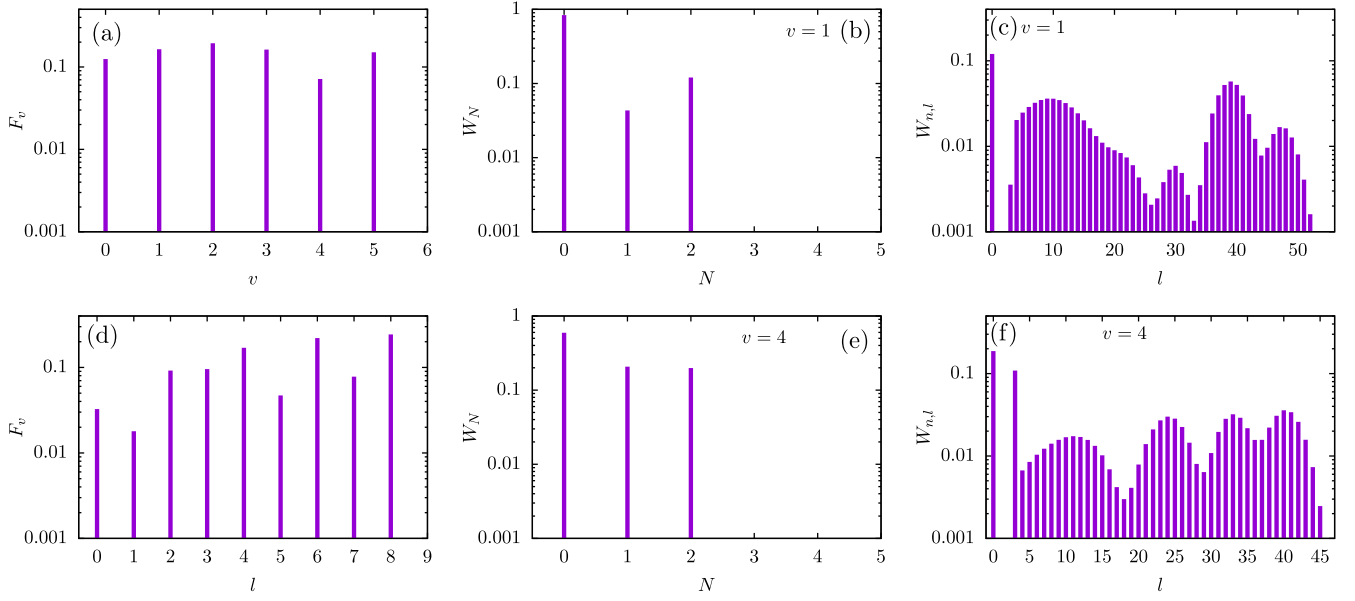 (a)
F_v
0.1
0.01
0.001
0 1 2 3 4 5 6
v
v = 1 (b)
W_N
1
0.1
0.01
0.001
0 1 2 3 4 5
N
(c) v = 1
W_{n,l}
0.1
0.01
0.001
0 10 20 30 40 50
l
(d)
F_v
0.1
0.01
0.001
0 1 2 3 4 5 6 7 8 9
l
v = 4 (e)
W_N
1
0.1
0.01
0.001
0 1 2 3 4 5
N
(f) v = 4
W_{n,l}
0.1
0.01
0.001
0 5 10 15 20 25 30 35 40 45
l